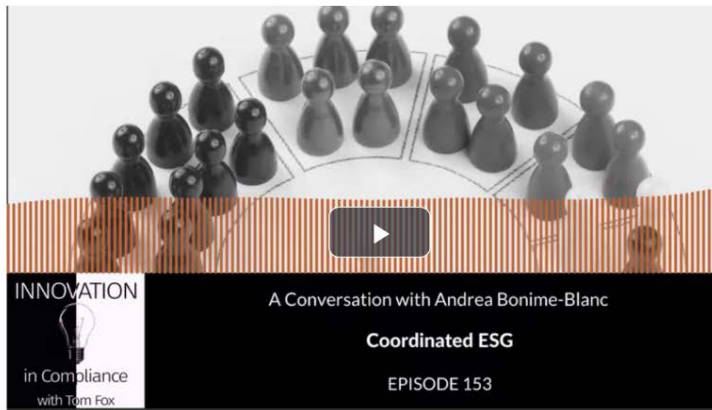 INNOVATION
in Compliance
with Tom Fox
A Conversation with Andrea Bonime-Blanc
Coordinated ESG
EPISODE 153